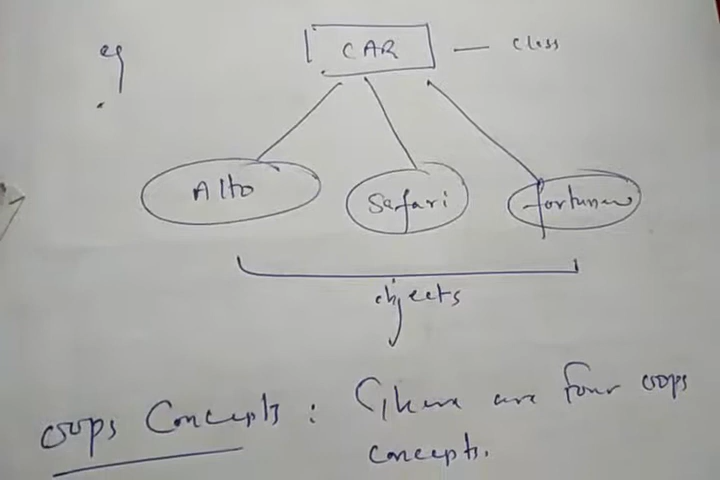 eg
CAR — class
Alto Safari fortuner
objects
OOPS Concepts : There are four OOPS
concepts.